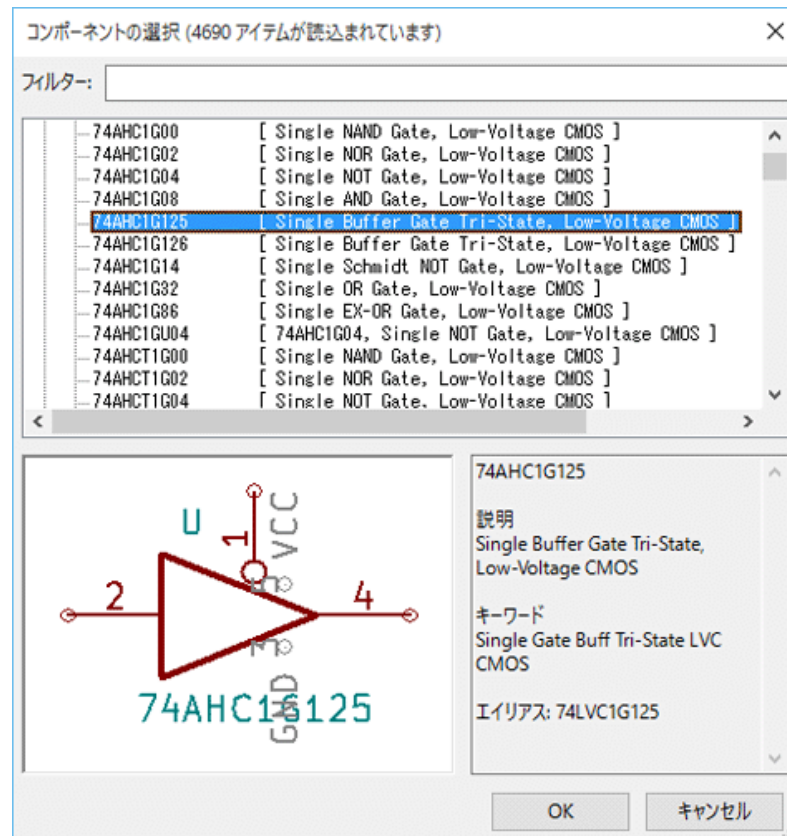 コンポーネントの選択 (4690 アイテムが読込まれています)
フィルター:
74AHC1G00 [ Single NAND Gate, Low-Voltage CMOS ]
74AHC1G02 [ Single NOR Gate, Low-Voltage CMOS ]
74AHC1G04 [ Single NOT Gate, Low-Voltage CMOS ]
74AHC1G08 [ Single AND Gate, Low-Voltage CMOS ]
74AHC1G125 [ Single Buffer Gate Tri-State, Low-Voltage CMOS ]
74AHC1G126 [ Single Buffer Gate Tri-State, Low-Voltage CMOS ]
74AHC1G14 [ Single Schmidt NOT Gate, Low-Voltage CMOS ]
74AHC1G32 [ Single OR Gate, Low-Voltage CMOS ]
74AHC1G86 [ Single EX-OR Gate, Low-Voltage CMOS ]
74AHC1GU04 [ 74AHC1G04, Single NOT Gate, Low-Voltage CMOS ]
74AHCT1G00 [ Single NAND Gate, Low-Voltage CMOS ]
74AHCT1G02 [ Single NOR Gate, Low-Voltage CMOS ]
74AHCT1G04 [ Single NOT Gate, Low-Voltage CMOS ]
U
1
VCC
5
2
4
3
GND
74AHC1G125
74AHC1G125
説明
Single Buffer Gate Tri-State,
Low-Voltage CMOS
キーワード
Single Gate Buff Tri-State LVC
CMOS
エイリアス: 74LVC1G125
OK
キャンセル